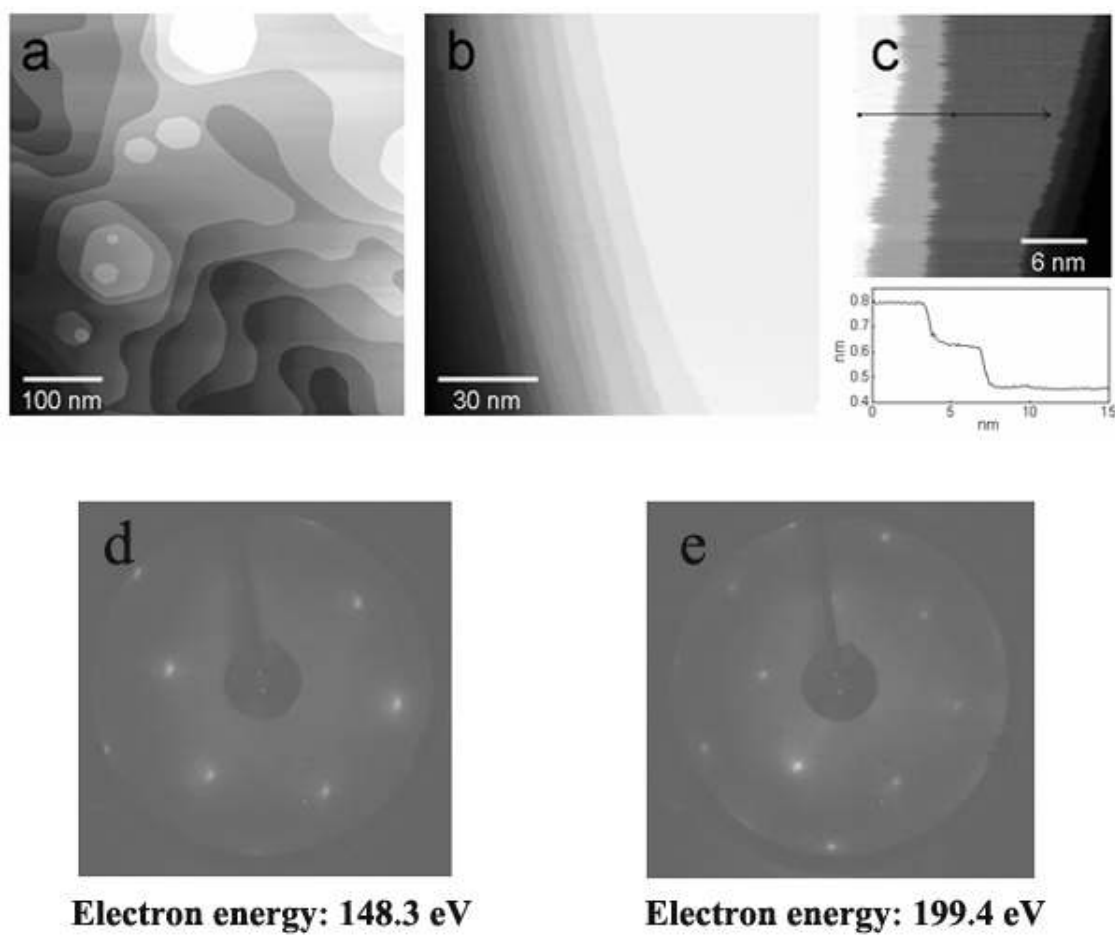 a
b
c
100 nm
30 nm
6 nm
0.8
0.7
0.6
0.5
0.4
nm
0 5 10 15
nm
d
e
Electron energy: 148.3 eV
Electron energy: 199.4 eV